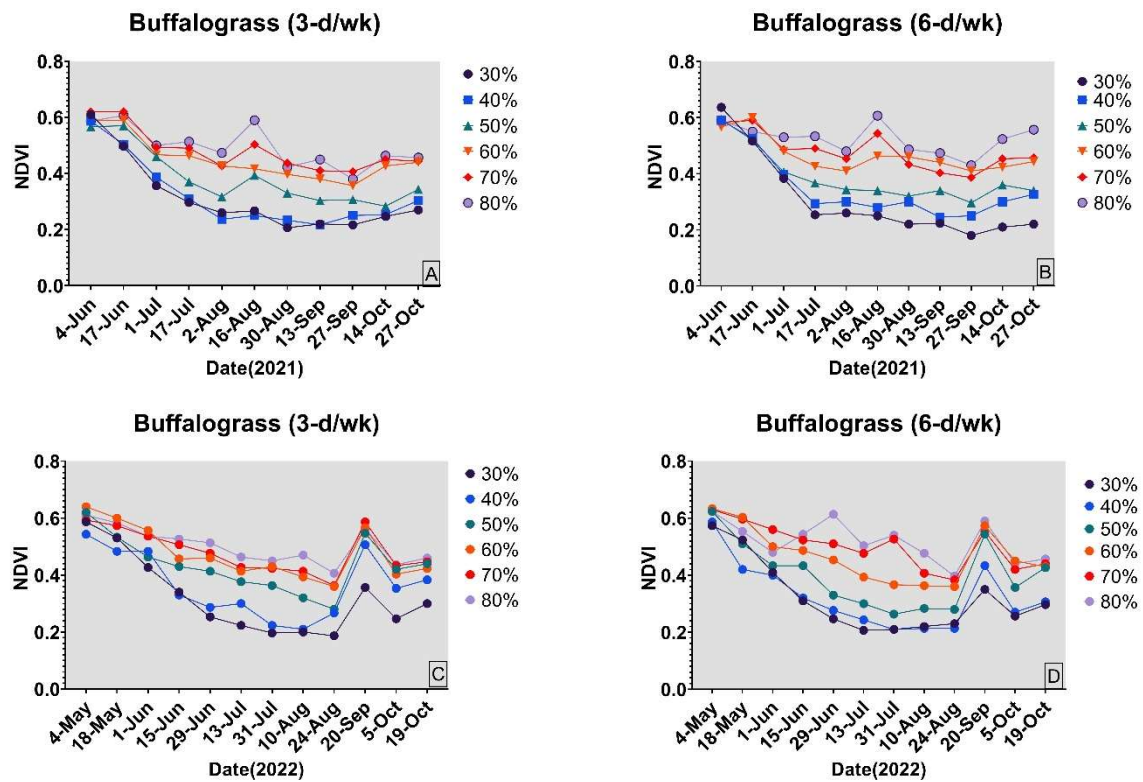 Buffalograss (3-d/wk)
0.8
0.6
0.4
0.2
0.0
NDVI
4-Jun
17-Jun
1-Jul
17-Jul
2-Aug
16-Aug
30-Aug
13-Sep
27-Sep
14-Oct
27-Oct
Date(2021)
30%
40%
50%
60%
70%
80%
A
Buffalograss (6-d/wk)
0.8
0.6
0.4
0.2
0.0
NDVI
4-Jun
17-Jun
1-Jul
17-Jul
2-Aug
16-Aug
30-Aug
13-Sep
27-Sep
14-Oct
27-Oct
Date(2021)
30%
40%
50%
60%
70%
80%
B
Buffalograss (3-d/wk)
0.8
0.6
0.4
0.2
0.0
NDVI
4-May
18-May
1-Jun
15-Jun
29-Jun
13-Jul
31-Jul
10-Aug
24-Aug
20-Sep
5-Oct
19-Oct
Date(2022)
30%
40%
50%
60%
70%
80%
C
Buffalograss (6-d/wk)
0.8
0.6
0.4
0.2
0.0
NDVI
4-May
18-May
1-Jun
15-Jun
29-Jun
13-Jul
31-Jul
10-Aug
24-Aug
20-Sep
5-Oct
19-Oct
Date(2022)
30%
40%
50%
60%
70%
80%
D